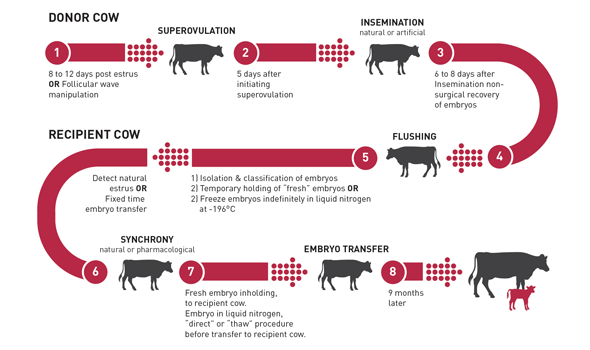 DONOR COW
SUPEROVULATION
INSEMINATION
natural or artificial
1
2
3
8 to 12 days post estrus
OR Follicular wave
manipulation
5 days after
initiating
superovulation
6 to 8 days after
Insemination non-
surgical recovery
of embryos
RECIPIENT COW
FLUSHING
5
4
Detect natural
estrus OR
Fixed time
embryo transfer
1) Isolation & classification of embryos
2) Temporary holding of "fresh" embryos OR
2) Freeze embryos indefinitely in liquid nitrogen
at -196°C
SYNCHRONY
natural or pharmacological
EMBRYO TRANSFER
6
7
8
Fresh embryo inholding,
to recipient cow.
Embryo in liquid nitrogen,
"direct" or "thaw" procedure
before transfer to recipient cow.
9 months
later